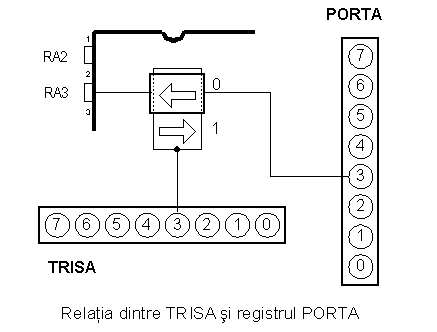 PORTA
1
RA2
2
RA3
3
0
1
7
6
5
4
3
2
1
0
7 6 5 4 3 2 1 0
TRISA
Relația dintre TRISA şi registrul PORTA